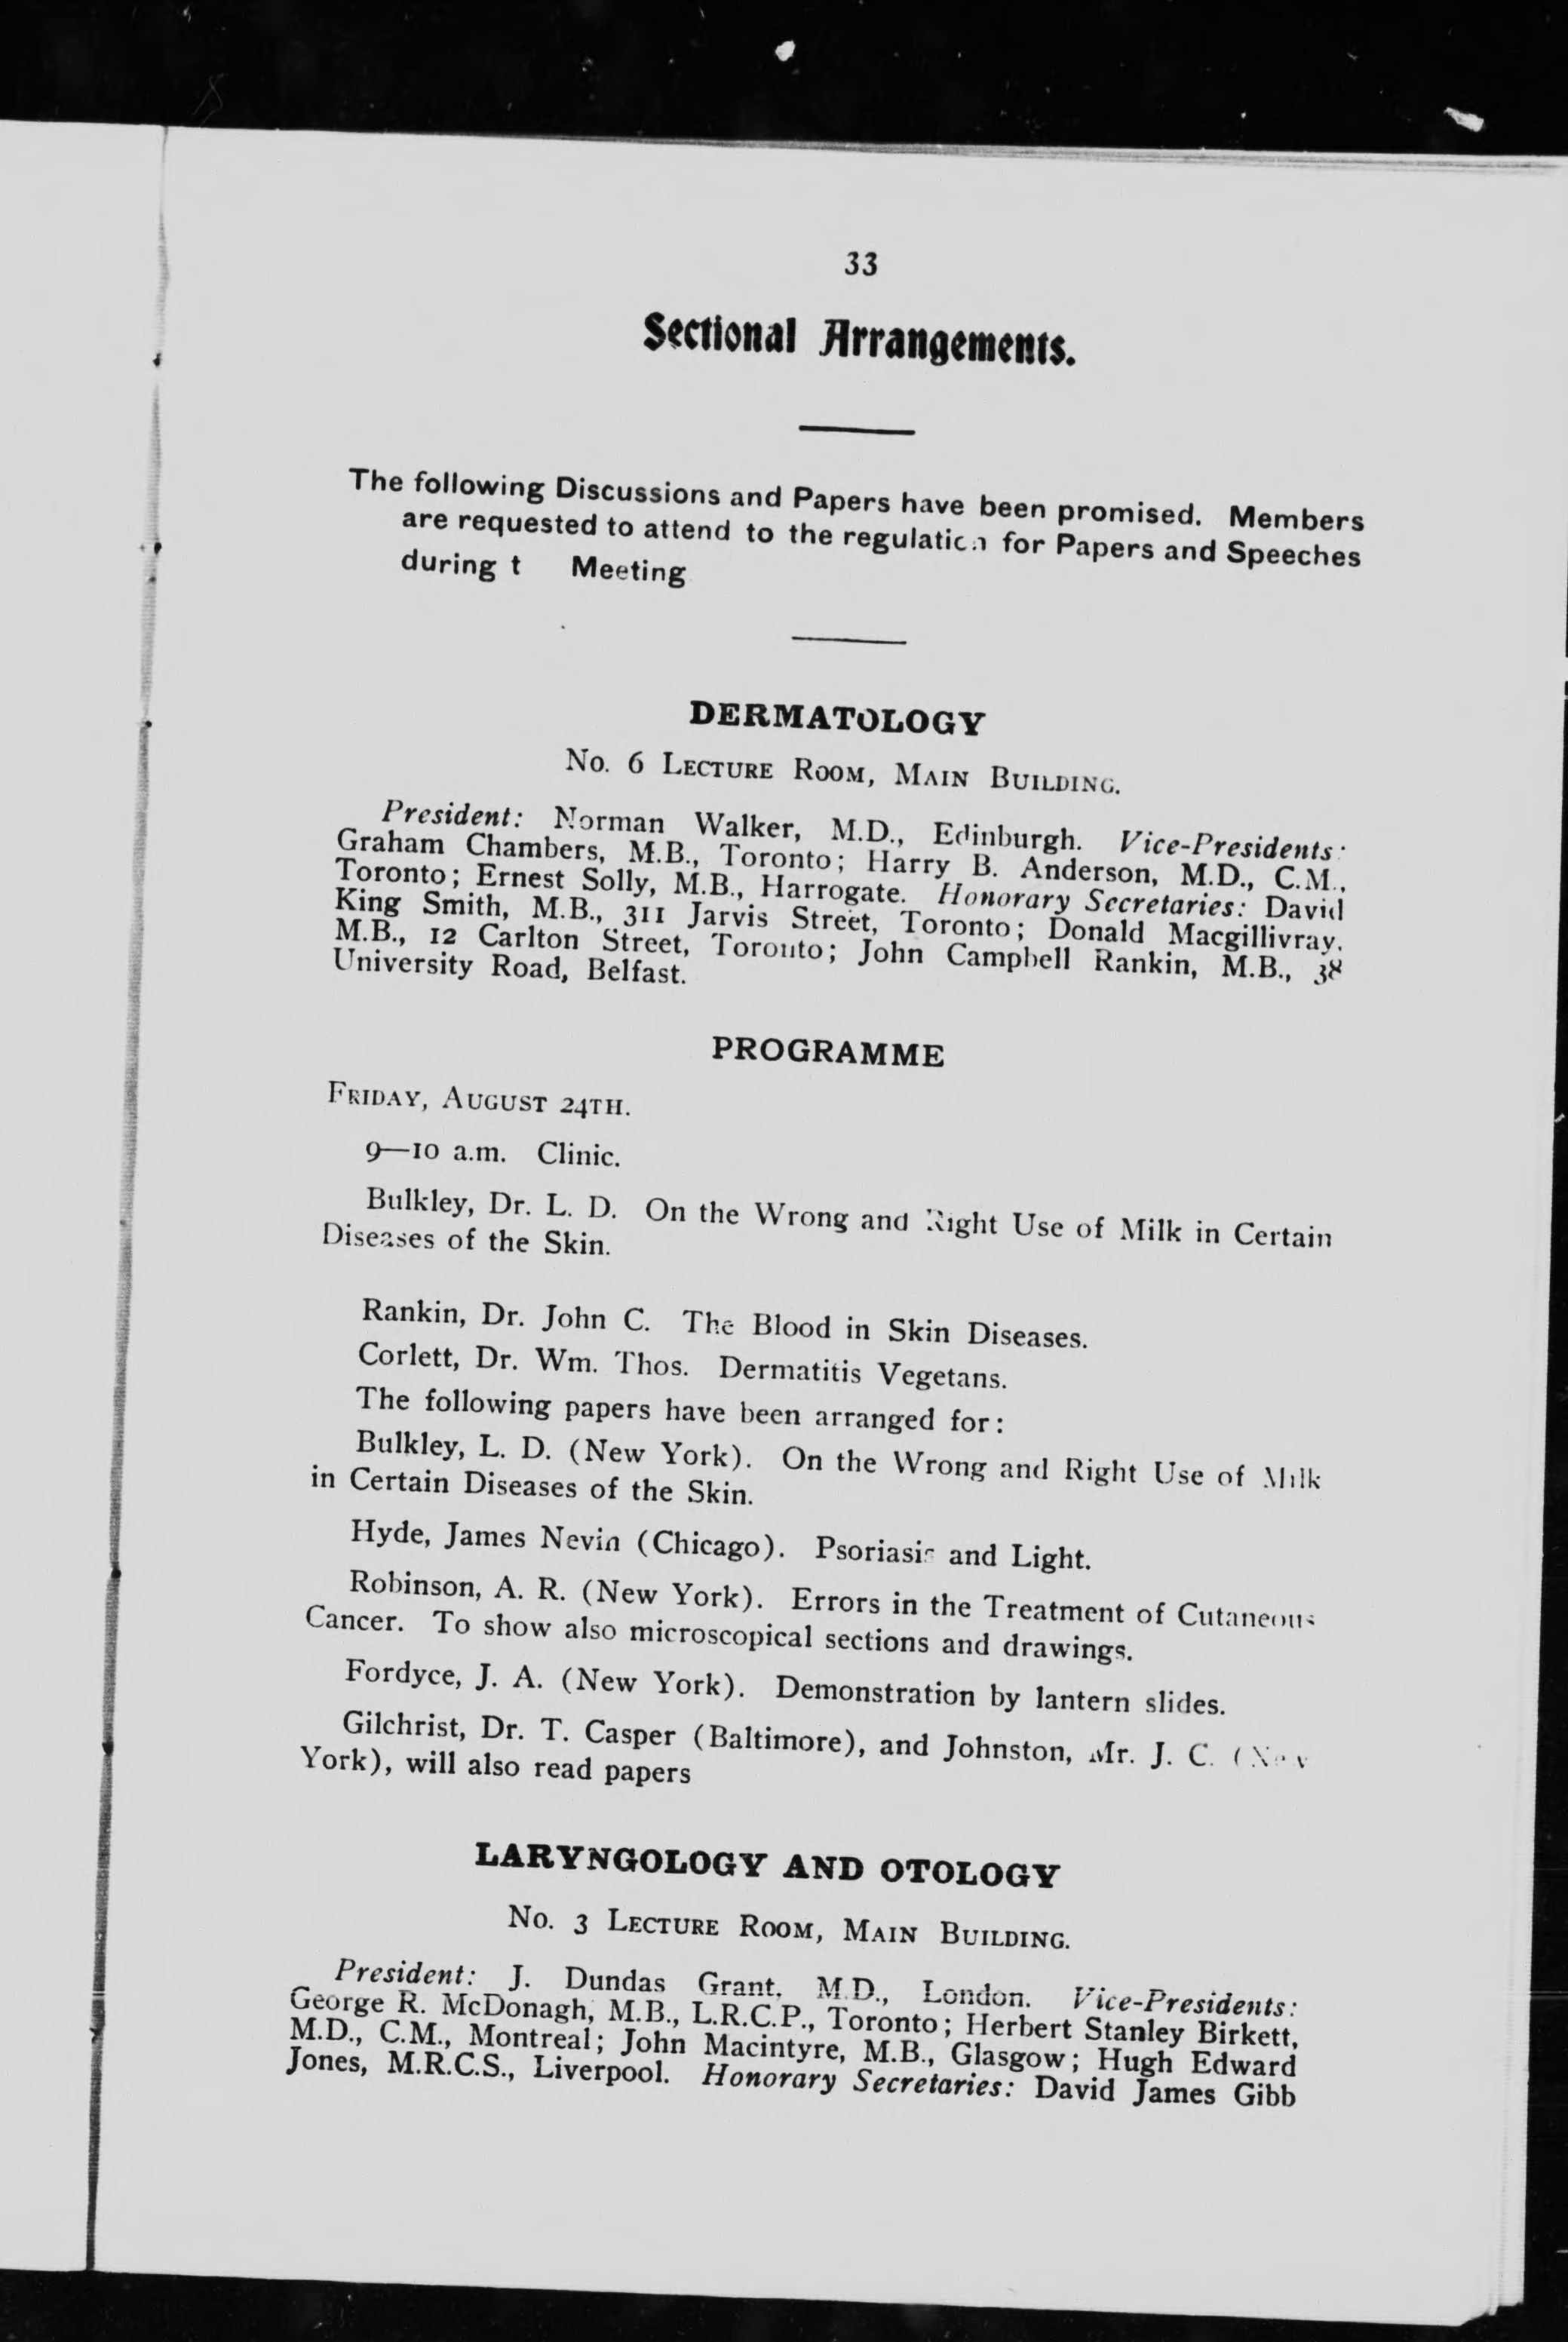 33
Sectional Arrangements.
The following Discussions and Papers have been promised. Members
are requested to attend to the for Papers and Speeches
during Meeting
DERMATOLOGY
No. 6 Lecture Room, Main Building.
President: Norman Walker, M.D., Edinburgh. Vice-Presidents:
Graham Chambers, M.B., Toronto; Harry B. Anderson, M.D., C.M.,
Toronto; Ernest Solly, M.B., Harrogate. Honorary Secretaries: David
King Smith, M.B., 311 Jarvis Street, Toronto; Donald Macgillivray,
M.B., 12 Carlton Street, Toronto; John Campbell Rankin, M.B., 38
University Road, Belfast.
PROGRAMME
Friday, August 24th.
9—10 a.m. Clinic.
Bulkley, Dr. L. D. On the Wrong and Right Use of Milk in Certain
Diseases of the Skin.
Rankin, Dr. John C. The Blood in Skin Diseases.
Corlett, Dr. Wm. Thos. Dermatitis Vegetans.
The following papers have been arranged for:
Bulkley, L. D. (New York). On the Wrong and Right Use of Milk
in Certain Diseases of the Skin.
Hyde, James Nevin (Chicago). Psoriasis and Light.
Robinson, A. R. (New York). Errors in the Treatment of Cutaneous
Cancer. To show also microscopical sections and drawings.
Fordyce, J. A. (New York). Demonstration by lantern slides.
Gilchrist, Dr. T. Casper (Baltimore), and Johnston, Mr. J. C. (New
York), will also read papers
LARYNGOLOGY AND OTOLOGY
No. 3 Lecture Room, Main Building.
President: J. Dundas Grant, M.D., London. Vice-Presidents:
George R. McDonagh, M.B., L.R.C.P., Toronto; Herbert Stanley Birkett,
M.D., C.M., Montreal; John Macintyre, M.B., Glasgow; Hugh Edward
Jones, M.R.C.S., Liverpool. Honorary Secretaries: David James Gibb